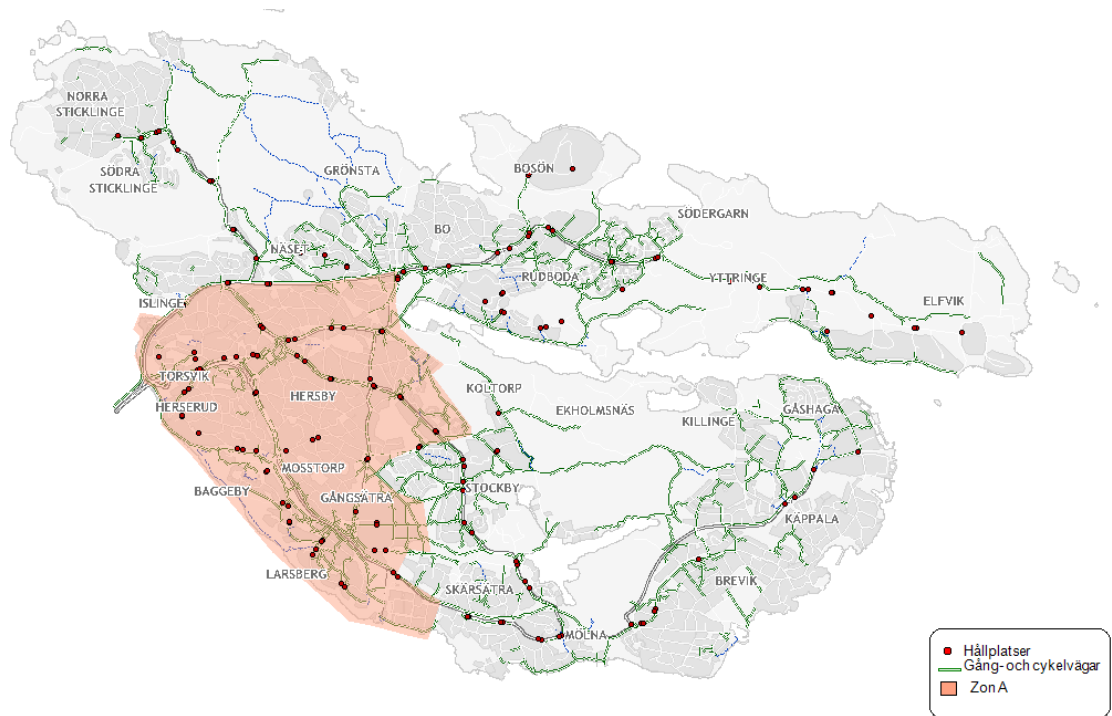 NORRA
STICKLINGE
SÖDRA
STICKLINGE
GRÖNSTA
BOSÖN
BO
SÖDERGARN
NÄSET
RUDBODA
YTTRINGE
ELFVIK
ISLINGE
TORSVIK
HERSERUD
HERSBY
KOLTORP
EKHOLMSNÄS
KILLINGE
GÅSHAGA
MOSSTORP
BAGGEBY
GÅNGSÄTRA
STOCKBY
KÄPPALA
LARSBERG
SKÄRSÄTRA
BREVIK
MÖLNA
Hållplatser
Gång- och cykelvägar
Zon A